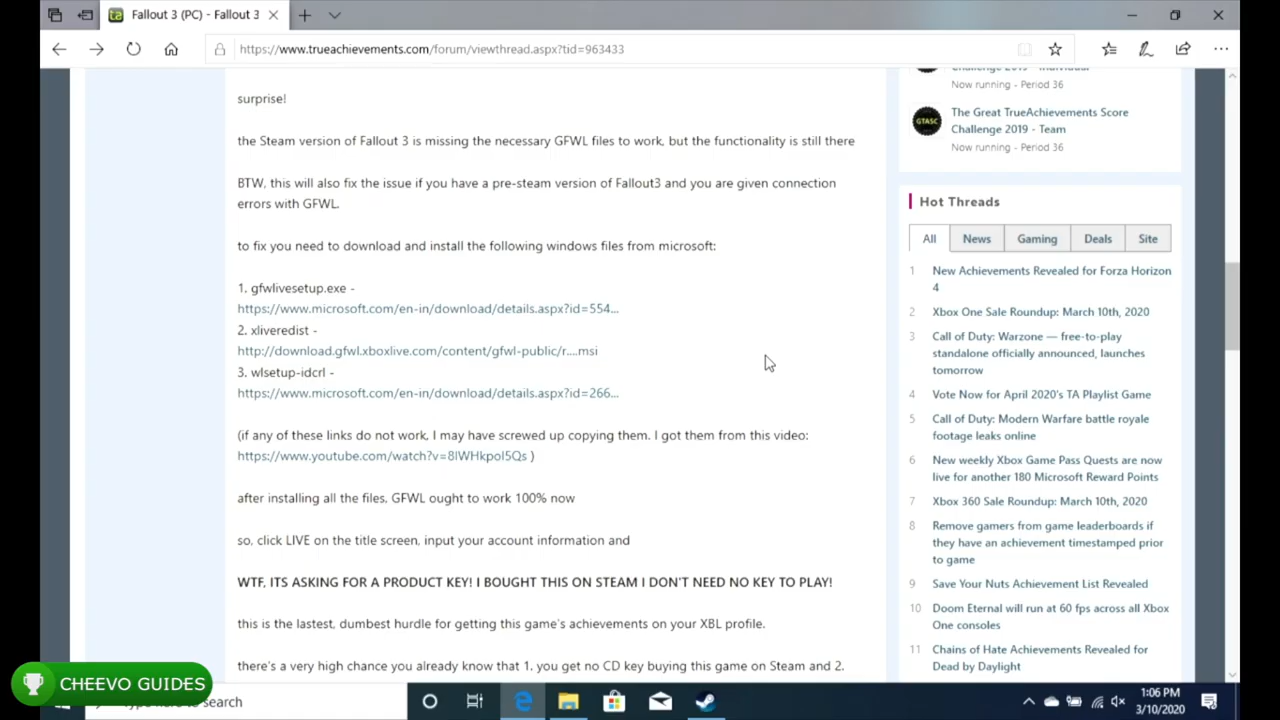 Fallout 3 (PC) - Fallout 3
https://www.trueachievements.com/forum/viewthread.aspx?tid=963433
surprise!
the Steam version of Fallout 3 is missing the necessary GFWL files to work, but the functionality is still there
BTW, this will also fix the issue if you have a pre-steam version of Fallout3 and you are given connection
errors with GFWL.
to fix you need to download and install the following windows files from microsoft:
1. gfwlivesetup.exe -
https://www.microsoft.com/en-in/download/details.aspx?id=554...
2. xliveredist -
http://download.gfwl.xboxlive.com/content/gfwl-public/r....msi
3. wlsetup-idcrl -
https://www.microsoft.com/en-in/download/details.aspx?id=266...
(if any of these links do not work, I may have screwed up copying them. I got them from this video:
https://www.youtube.com/watch?v=8lWHkpol5Qs )
after installing all the files, GFWL ought to work 100% now
so, click LIVE on the title screen, input your account information and
WTF, ITS ASKING FOR A PRODUCT KEY! I BOUGHT THIS ON STEAM I DON'T NEED NO KEY TO PLAY!
this is the lastest, dumbest hurdle for getting this game's achievements on your XBL profile.
there's a very high chance you already know that 1. you get no CD key buying this game on Steam and 2.
Challenge 2019 - Individual
Now running - Period 36
GTASC
The Great TrueAchievements Score
Challenge 2019 - Team
Now running - Period 36
Hot Threads
All News Gaming Deals Site
1 New Achievements Revealed for Forza Horizon
4
2 Xbox One Sale Roundup: March 10th, 2020
3 Call of Duty: Warzone — free-to-play
standalone officially announced, launches
tomorrow
4 Vote Now for April 2020's TA Playlist Game
5 Call of Duty: Modern Warfare battle royale
footage leaks online
6 New weekly Xbox Game Pass Quests are now
live for another 180 Microsoft Reward Points
7 Xbox 360 Sale Roundup: March 10th, 2020
8 Remove gamers from game leaderboards if
they have an achievement timestamped prior
to game
9 Save Your Nuts Achievement List Revealed
10 Doom Eternal will run at 60 fps across all Xbox
One consoles
11 Chains of Hate Achievements Revealed for
Dead by Daylight
CHEEVO GUIDES
Type here to search
1:06 PM
3/10/2020